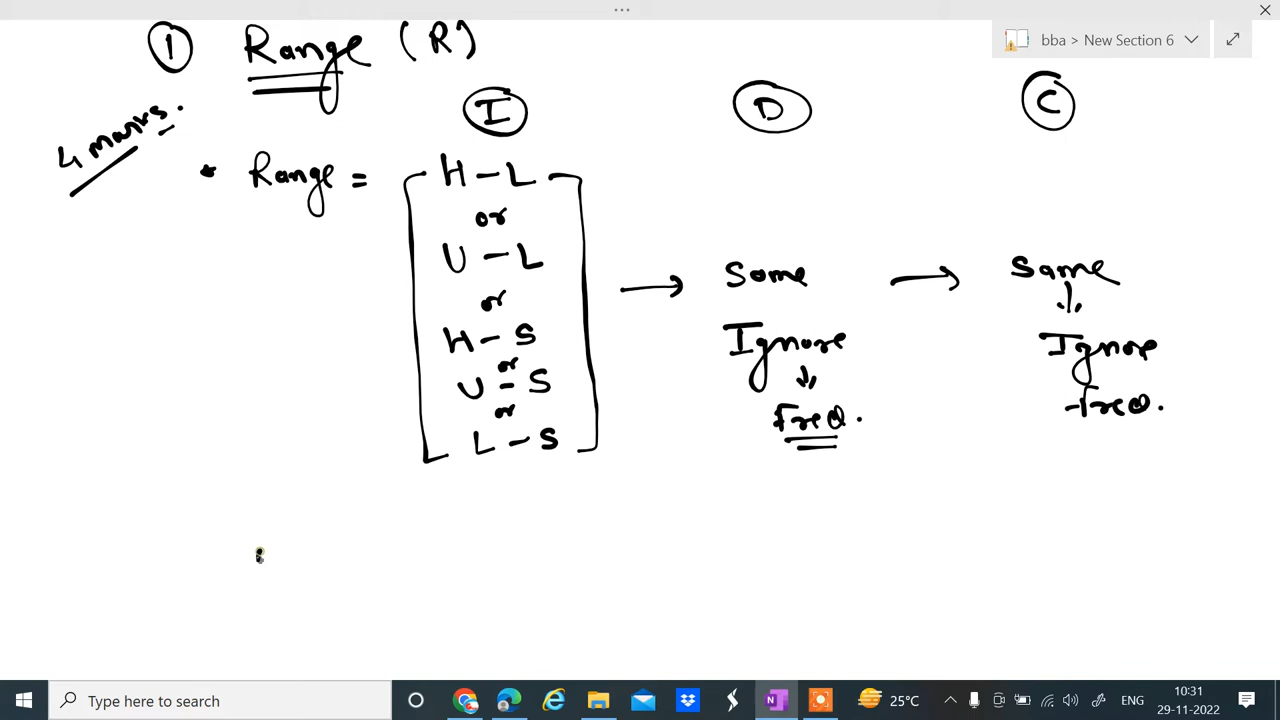 ...
bba > New Section 6
① Range (R)
4 marks.
I D C
* Range = H - L
or
U - L
or
H - S
or
U - S
or
L - S
→ Same → Same
Ignore Ignore
Freq. Freq.
Type here to search
25°C
ENG
10:31
29-11-2022